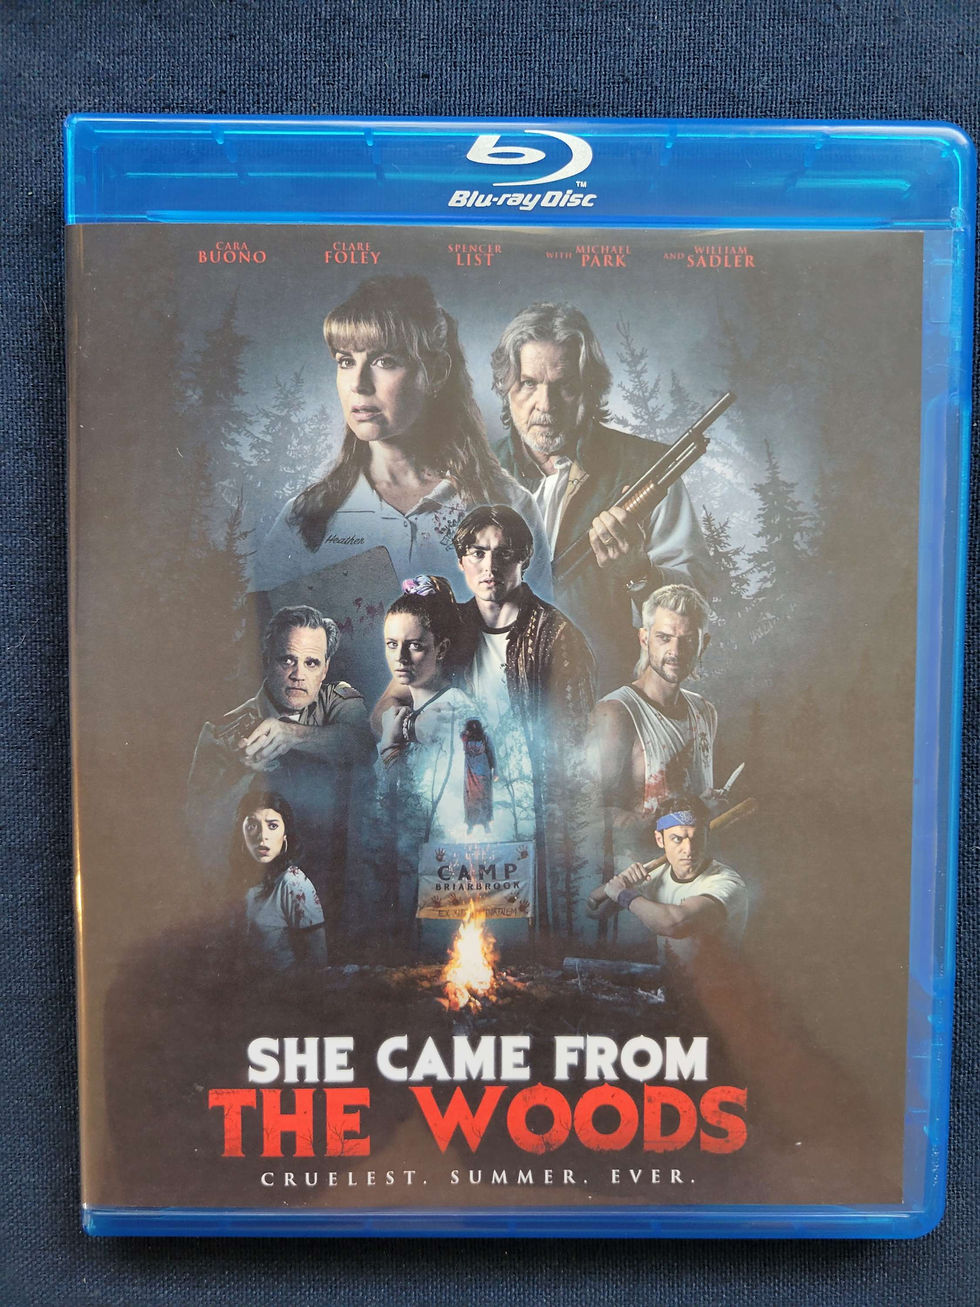 Blu-ray Disc
TM
CARA BUONO CLARE FOLEY SPENCER LIST WITH MICHAEL PARK AND WILLIAM SADLER
Heather
CAMP
BRIARBROOK
SHE CAME FROM
THE WOODS
CRUELEST. SUMMER. EVER.